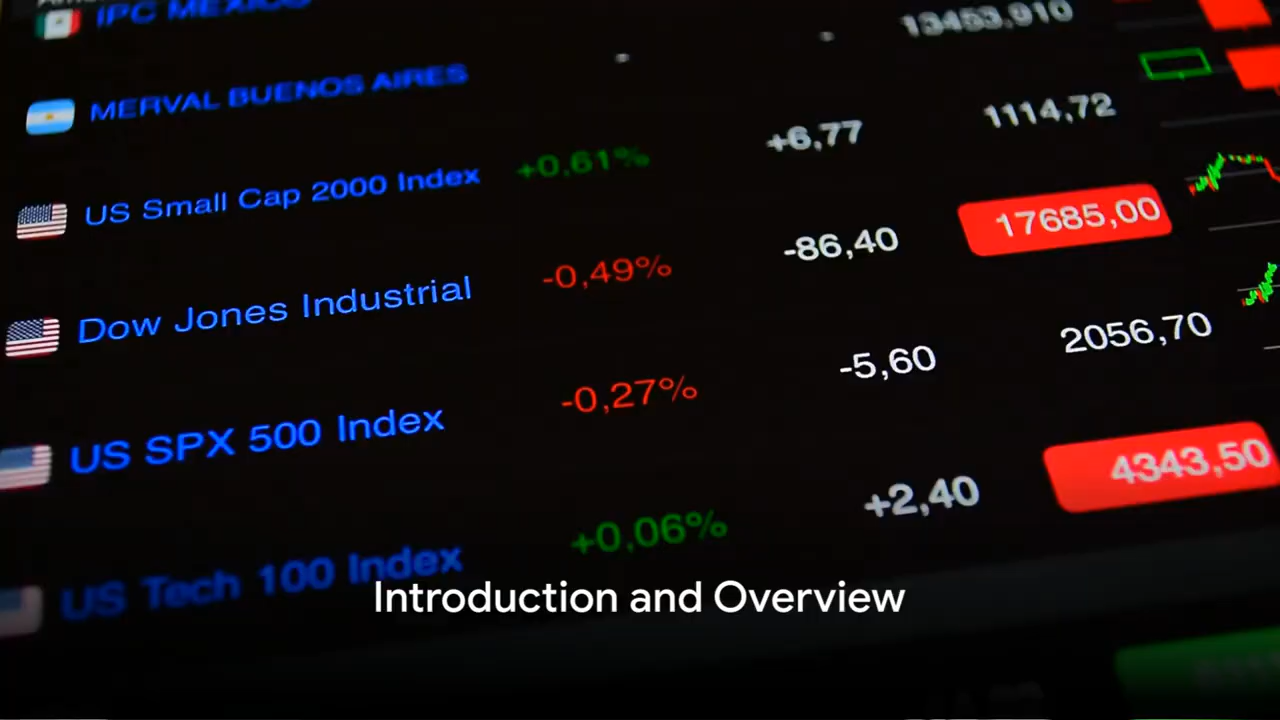 IPC MEXICO
13453,910
MERVAL BUENOS AIRES
US Small Cap 2000 Index +0,61% +6,77 1114,72
Dow Jones Industrial -0,49% -86,40 17685,00
US SPX 500 Index -0,27% -5,60 2056,70
US Tech 100 Index +0,06% +2,40 4343,50
Introduction and Overview